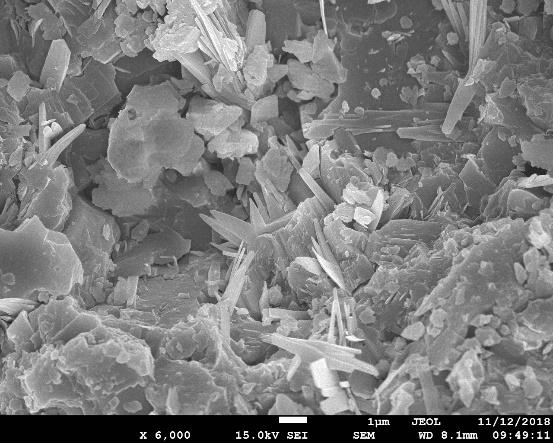 1μm JEOL 11/12/2018
X 6,000 15.0kV SEI SEM WD 8.1mm 09:49:11